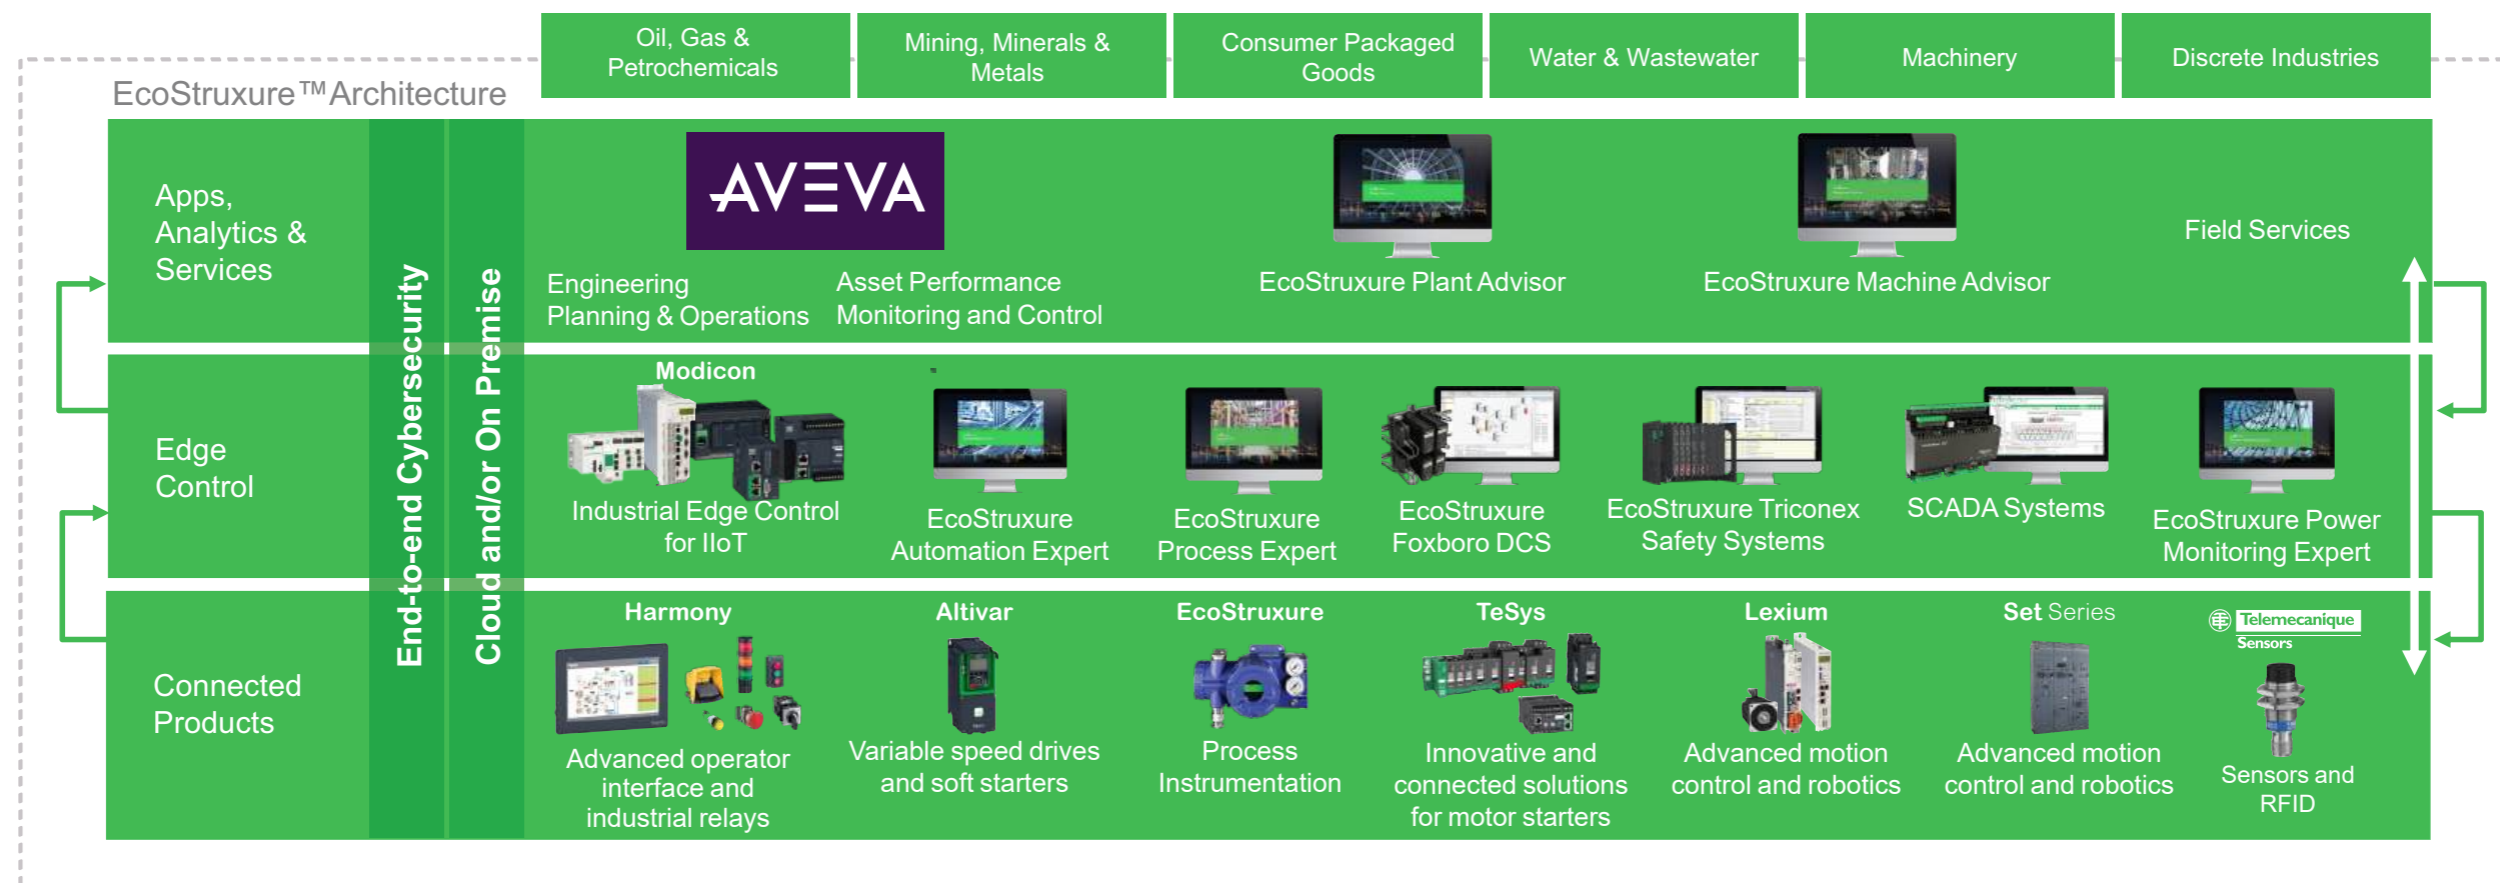 Oil, Gas &
Petrochemicals
Mining, Minerals &
Metals
Consumer Packaged
Goods
Water & Wastewater
Machinery
Discrete Industries
EcoStruxure™Architecture
Apps,
Analytics &
Services
End-to-end Cybersecurity
Cloud and/or On Premise
AVEVA
Engineering
Planning & Operations
Asset Performance
Monitoring and Control
EcoStruxure Plant Advisor
EcoStruxure Machine Advisor
Field Services
Edge
Control
Modicon
Industrial Edge Control
for IIoT
EcoStruxure
Automation Expert
EcoStruxure
Process Expert
EcoStruxure
Foxboro DCS
EcoStruxure Triconex
Safety Systems
SCADA Systems
EcoStruxure Power
Monitoring Expert
Connected
Products
Harmony
Advanced operator
interface and
industrial relays
Altivar
Variable speed drives
and soft starters
EcoStruxure
Process
Instrumentation
TeSys
Innovative and
connected solutions
for motor starters
Lexium
Advanced motion
control and robotics
Set Series
Advanced motion
control and robotics
Telemecanique
Sensors
Sensors and
RFID